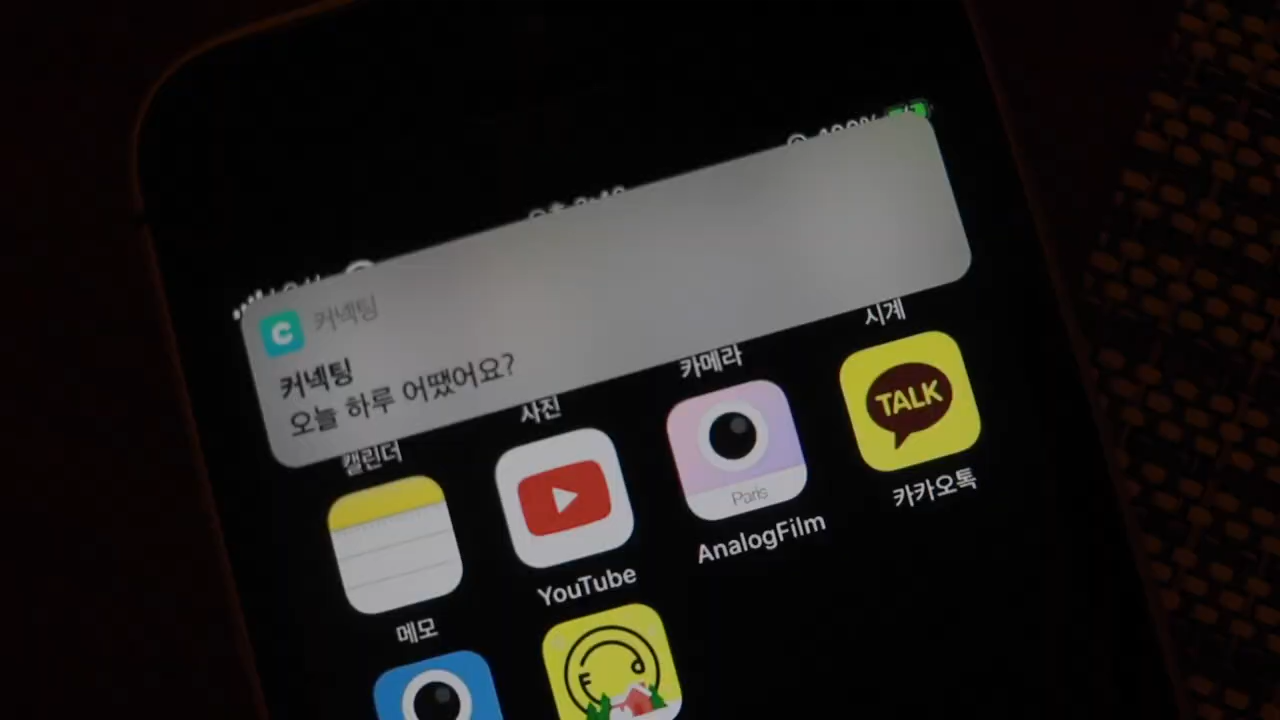 100%
커넥팅
커넥팅
오늘 하루 어땠어요?
캘린더
사진
카메라
시계
TALK
Paris
메모
YouTube
AnalogFilm
카카오톡
F